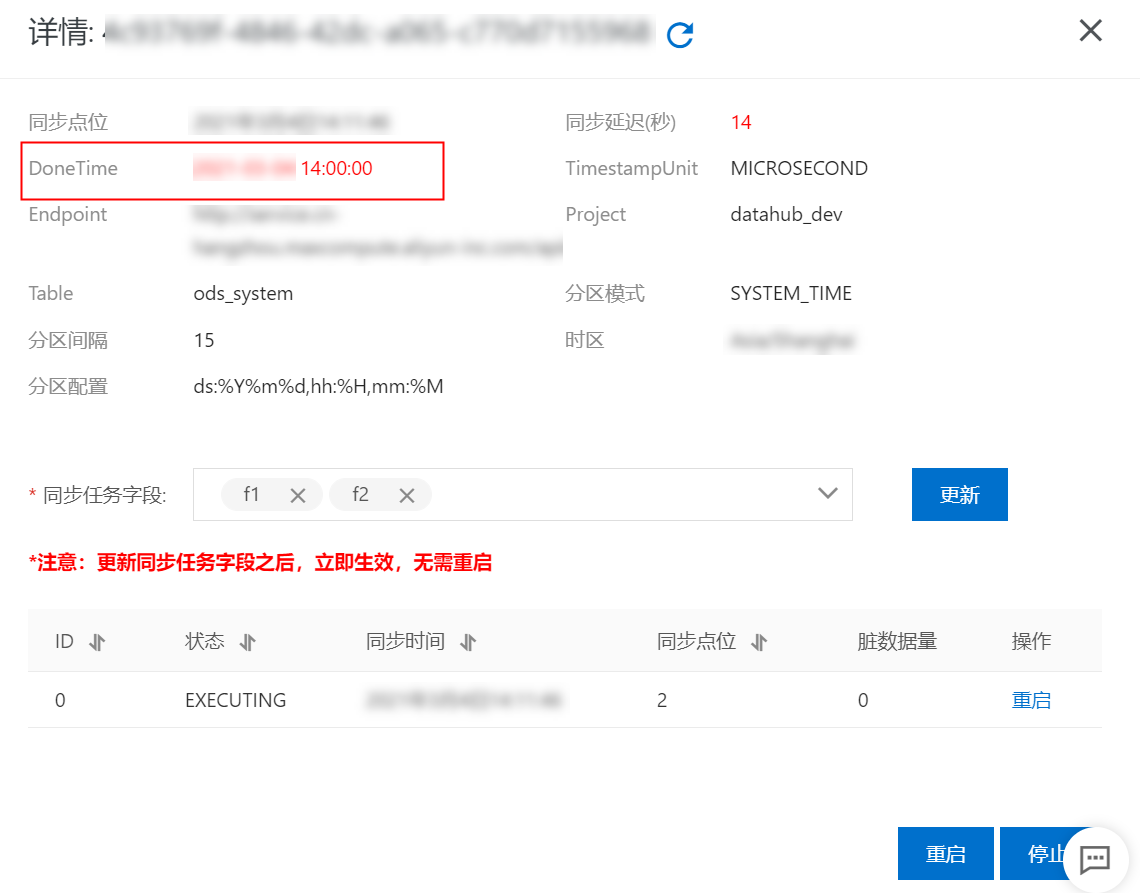 详情:
同步点位 同步延迟(秒) 14
DoneTime 14:00:00 TimestampUnit MICROSECOND
Endpoint Project datahub_dev
Table ods_system 分区模式 SYSTEM_TIME
分区间隔 15 时区
分区配置 ds:%Y%m%d,hh:%H,mm:%M
* 同步任务字段: f1 f2 更新
*注意：更新同步任务字段之后，立即生效，无需重启
ID 状态 同步时间 同步点位 脏数据量 操作
0 EXECUTING 2 0 重启
重启 停止